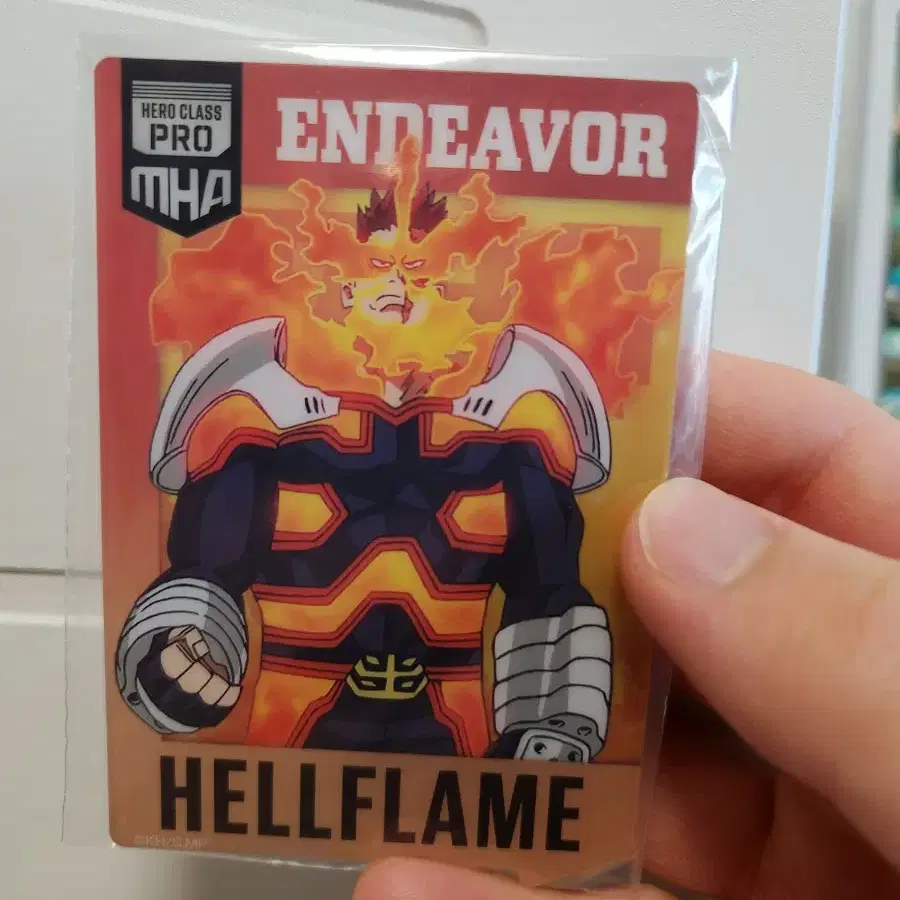 HERO CLASS
PRO
MHA
ENDEAVOR
HELLFLAME